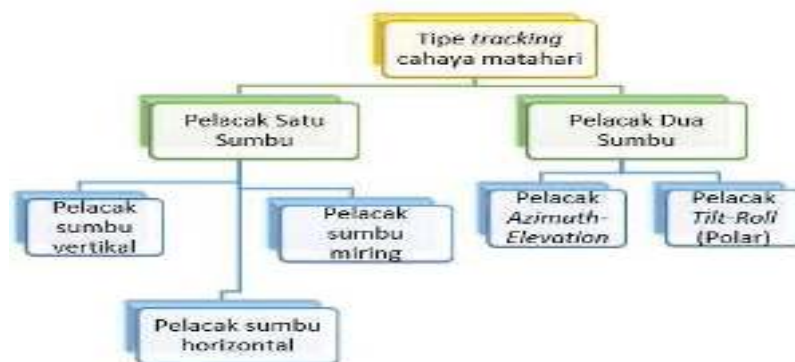 Tipe tracking
cahaya matahari
Pelacak Satu
Sumbu
Pelacak Dua
Sumbu
Pelacak
sumbu
vertikal
Pelacak
sumbu
miring
Pelacak
Azimuth-
Elevation
Pelacak
Tilt-Roll
(Polar)
Pelacak sumbu
horizontal